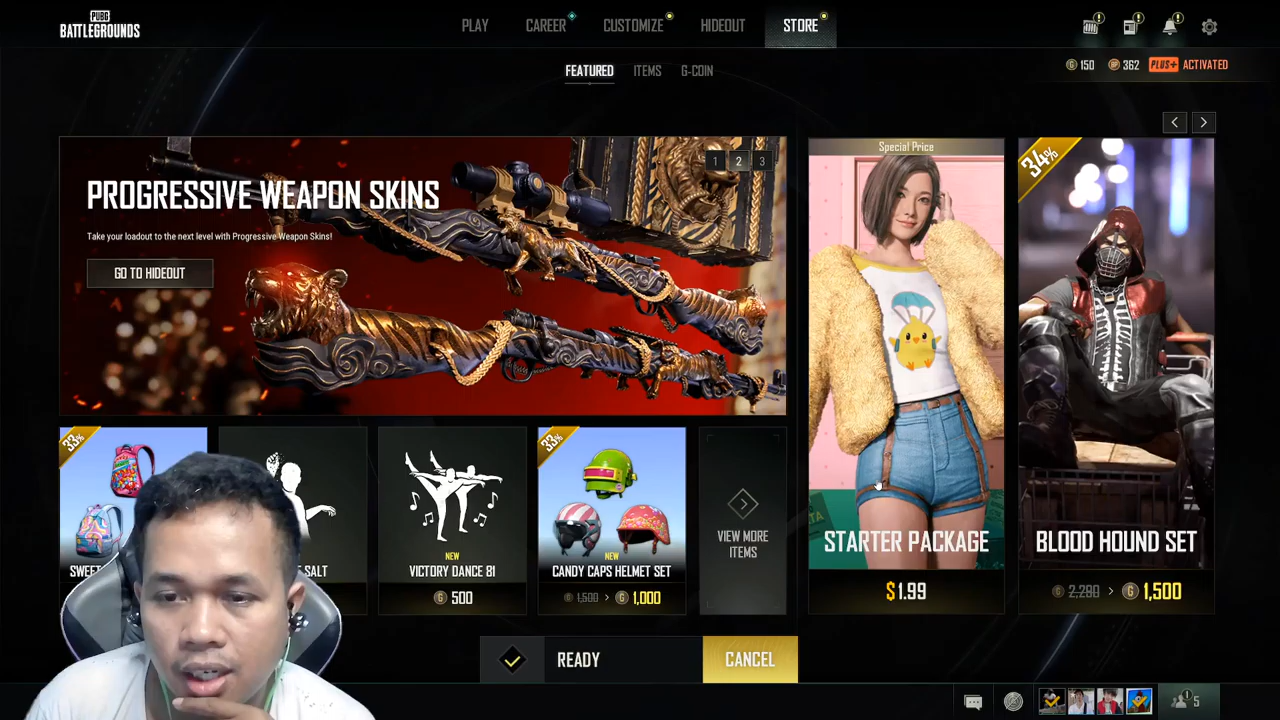 PUBG
BATTLEGROUNDS
PLAY
CAREER
CUSTOMIZE
HIDEOUT
STORE
FEATURED
ITEMS
G-COIN
G 150
BP 362
PLUS+ ACTIVATED
PROGRESSIVE WEAPON SKINS
Take your loadout to the next level with Progressive Weapon Skins!
GO TO HIDEOUT
1 2 3
Special Price
STARTER PACKAGE
$1.99
34%
BLOOD HOUND SET
G 2,280 > G 1,500
33%
SWEET
SALT
NEW
VICTORY DANCE 81
G 500
33%
NEW
CANDY CAPS HELMET SET
G 1,500 > G 1,000
VIEW MORE
ITEMS
READY
CANCEL
5